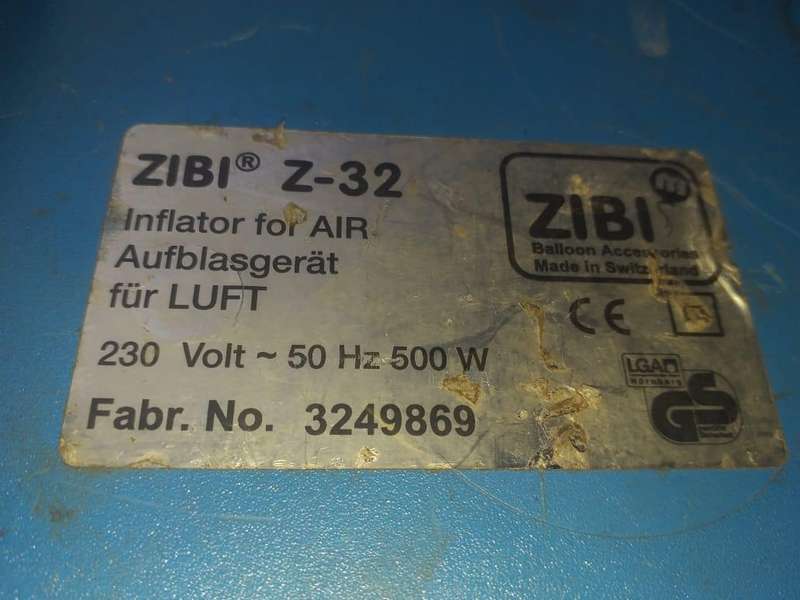 ZIBI® Z-32
Inflator for AIR
Aufblasgerät
für LUFT
230 Volt ~ 50 Hz 500 W
Fabr. No. 3249869
m
ZIBI
Balloon Accessories
Made in Switzerland
CE
LGA
Nürnberg
GS